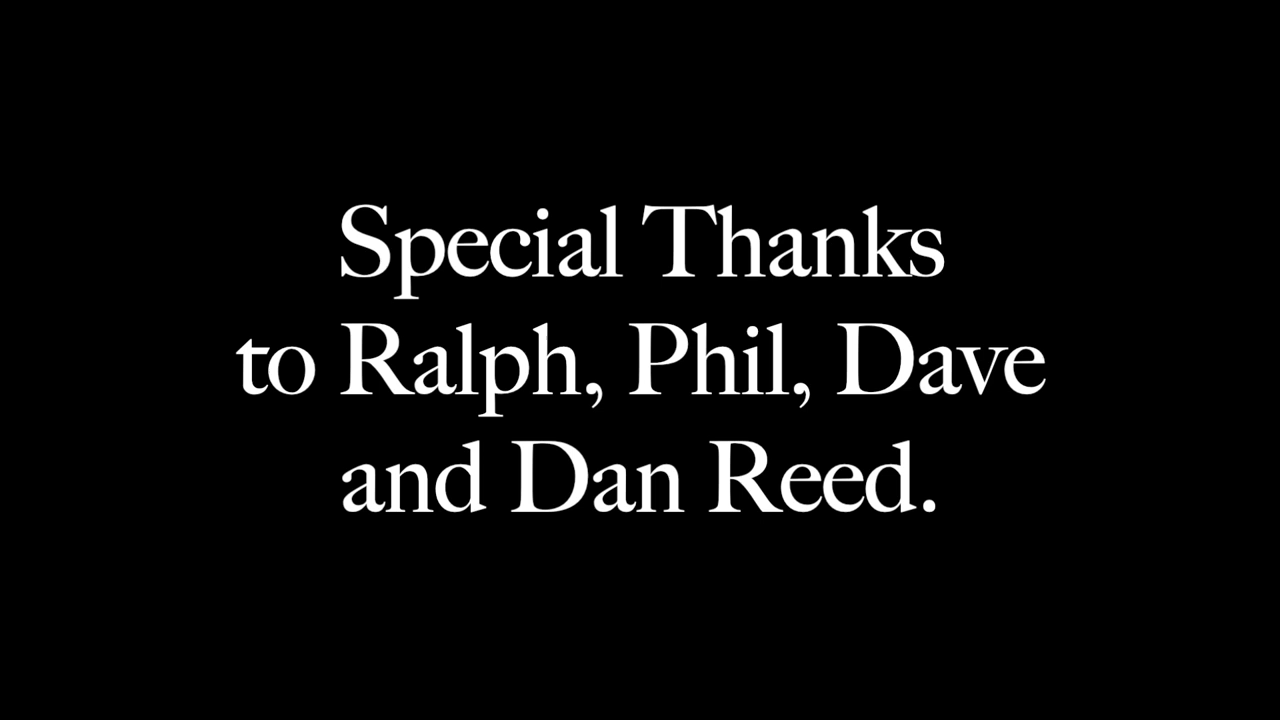 Special Thanks
to Ralph, Phil, Dave
and Dan Reed.